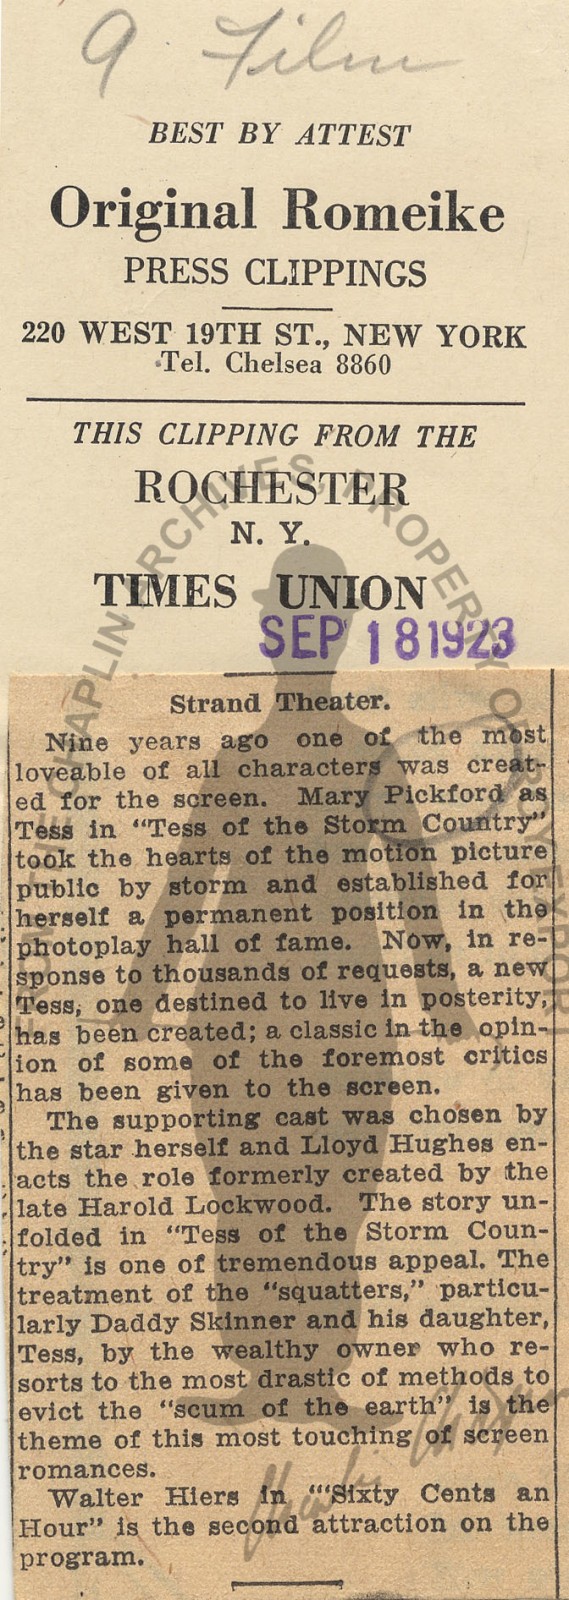 9 Film
BEST BY ATTEST
Original Romeike
PRESS CLIPPINGS
220 WEST 19TH ST., NEW YORK
Tel. Chelsea 8860
THIS CLIPPING FROM THE
ROCHESTER
N. Y.
TIMES UNION
SEP 18 1923
Strand Theater.
Nine years ago one of the most
loveable of all characters was creat-
ed for the screen. Mary Pickford as
Tess in "Tess of the Storm Country"
took the hearts of the motion picture
public by storm and established for
herself a permanent position in the
photoplay hall of fame. Now, in re-
sponse to thousands of requests, a new
Tess, one destined to live in posterity,
has been created; a classic in the opin-
ion of some of the foremost critics
has been given to the screen.
The supporting cast was chosen by
the star herself and Lloyd Hughes en-
acts the role formerly created by the
late Harold Lockwood. The story un-
folded in "Tess of the Storm Coun-
try" is one of tremendous appeal. The
treatment of the "squatters," particu-
larly Daddy Skinner and his daughter,
Tess, by the wealthy owner who re-
sorts to the most drastic of methods to
evict the "scum of the earth" is the
theme of this most touching of screen
romances.
Walter Hiers in "'Sixty Cents an
Hour" is the second attraction on the
program.
Charlie Chaplin